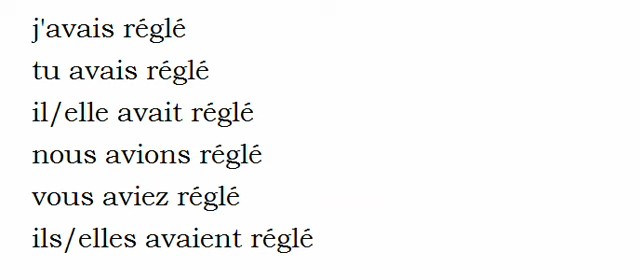 j'avais réglé
tu avais réglé
il/elle avait réglé
nous avions réglé
vous aviez réglé
ils/elles avaient réglé